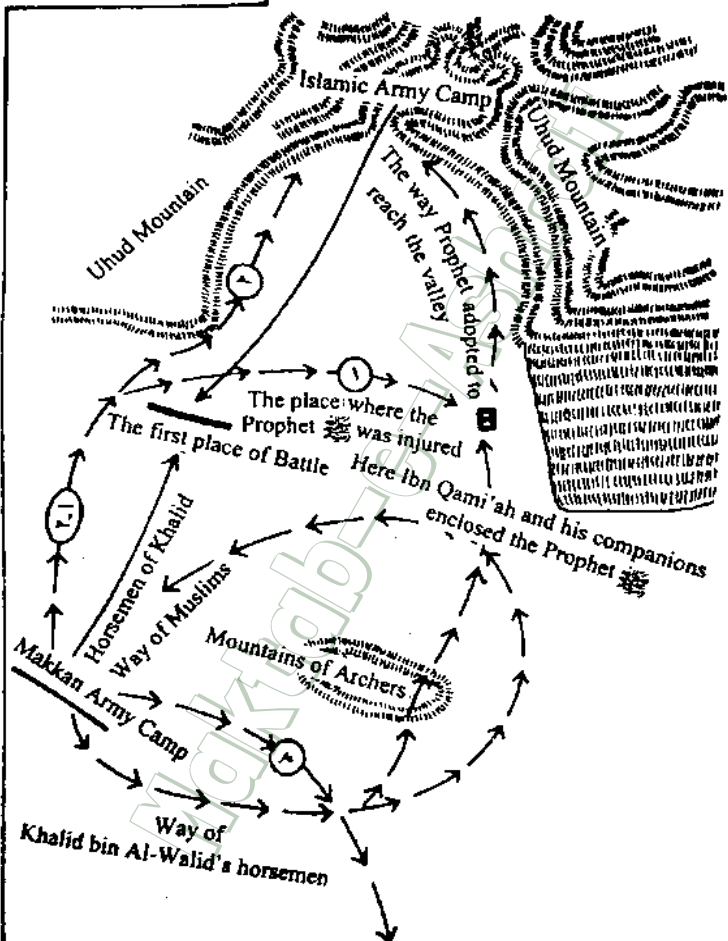 Islamic Army Camp
Uhud Mountain
Uhud Mountain
The way Prophet adopted to
reach the valley
١
The place where the
Prophet ﷺ was injured
The first place of Battle
Here Ibn Qami'ah and his companions
enclosed the Prophet ﷺ
Horsemen of Khalid
Way of Muslims
Mountains of Archers
Makkan Army Camp
Way of
Khalid bin Al-Walid's horsemen
Maktab-e-Ashraf